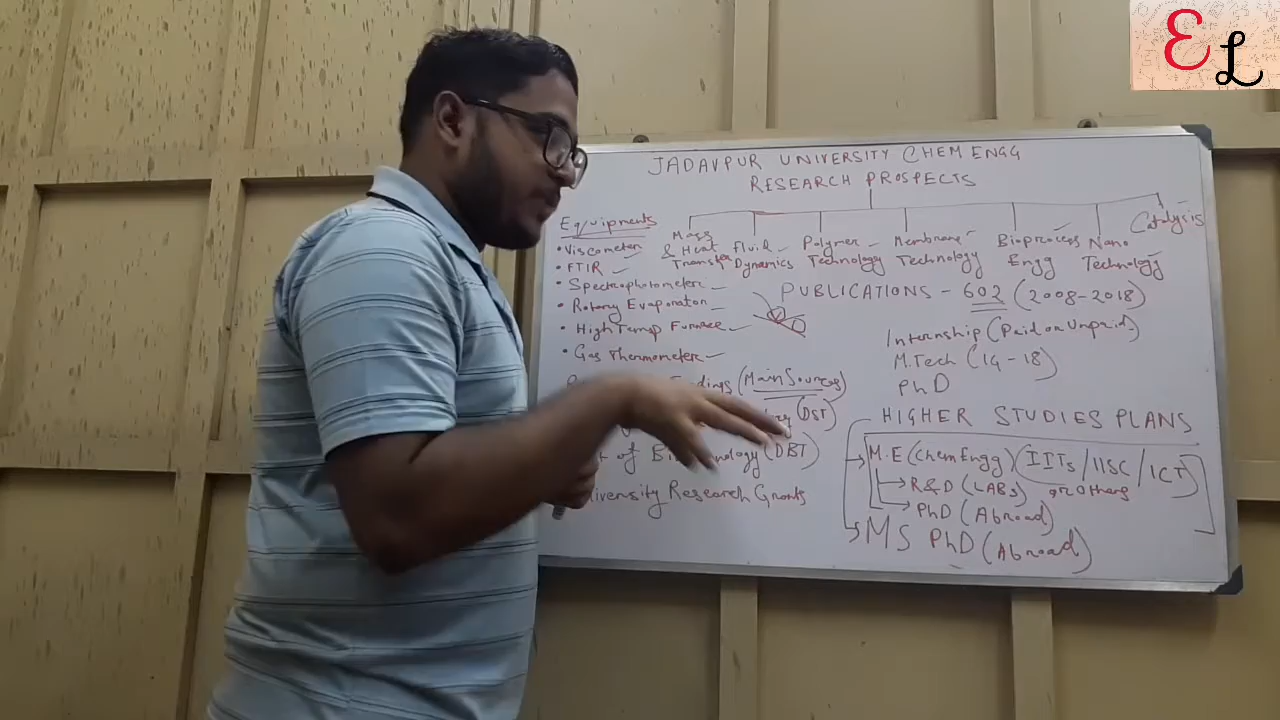 EL
JADAVPUR UNIVERSITY CHEM ENGG
RESEARCH PROSPECTS
Equipments
• Viscometer
• FTIR
• Spectrophotometer
• Rotary Evaporator
• High Temp Furnace
• Gas Thermometer
Mass & Heat Transfer
Fluid Dynamics
Polymer Technology
Membrane Technology
Bioprocess Engg
Nano Technology
Catalysis
PUBLICATIONS - 602 (2008-2018)
Internship (Paid or Unpaid)
M.Tech (14-18)
PhD
(Main Sources)
(DST)
of (DBT)
Research Grants
HIGHER STUDIES PLANS
M.E (Chem Engg) (IITs / IISC / ICT)
or Others
R&D (LABs)
PhD (Abroad)
MS PhD (Abroad)